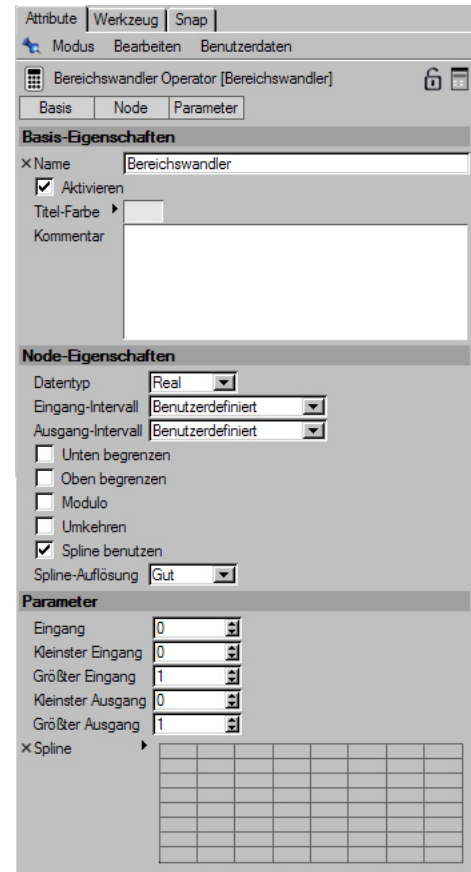 Attribute Werkzeug Snap
Modus Bearbeiten Benutzerdaten
Bereichswandler Operator [Bereichswandler]
Basis Node Parameter
Basis-Eigenschaften
Name Bereichswandler
Aktivieren
Titel-Farbe
Kommentar
Node-Eigenschaften
Datentyp Real
Eingang-Intervall Benutzerdefiniert
Ausgang-Intervall Benutzerdefiniert
Unten begrenzen
Oben begrenzen
Modulo
Umkehren
Spline benutzen
Spline-Auflösung Gut
Parameter
Eingang 0
Kleinster Eingang 0
Größter Eingang 1
Kleinster Ausgang 0
Größter Ausgang 1
Spline